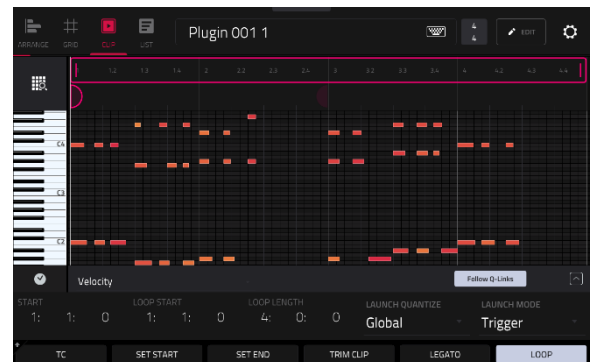 ARRANGE GRID CLIP LIST
Plugin 001 1
4
4
EDIT
1 1.2 1.3 1.4 2 2.2 2.3 2.4 3 3.2 3.3 3.4 4 4.2 4.3 4.4
C4
C3
C2
Velocity
Follow Q-Links
START LOOP START LOOP LENGTH LAUNCH QUANTIZE LAUNCH MODE
1: 1: 0 1: 1: 0 4: 0: 0 Global Trigger
TC SET START SET END TRIM CLIP LEGATO LOOP